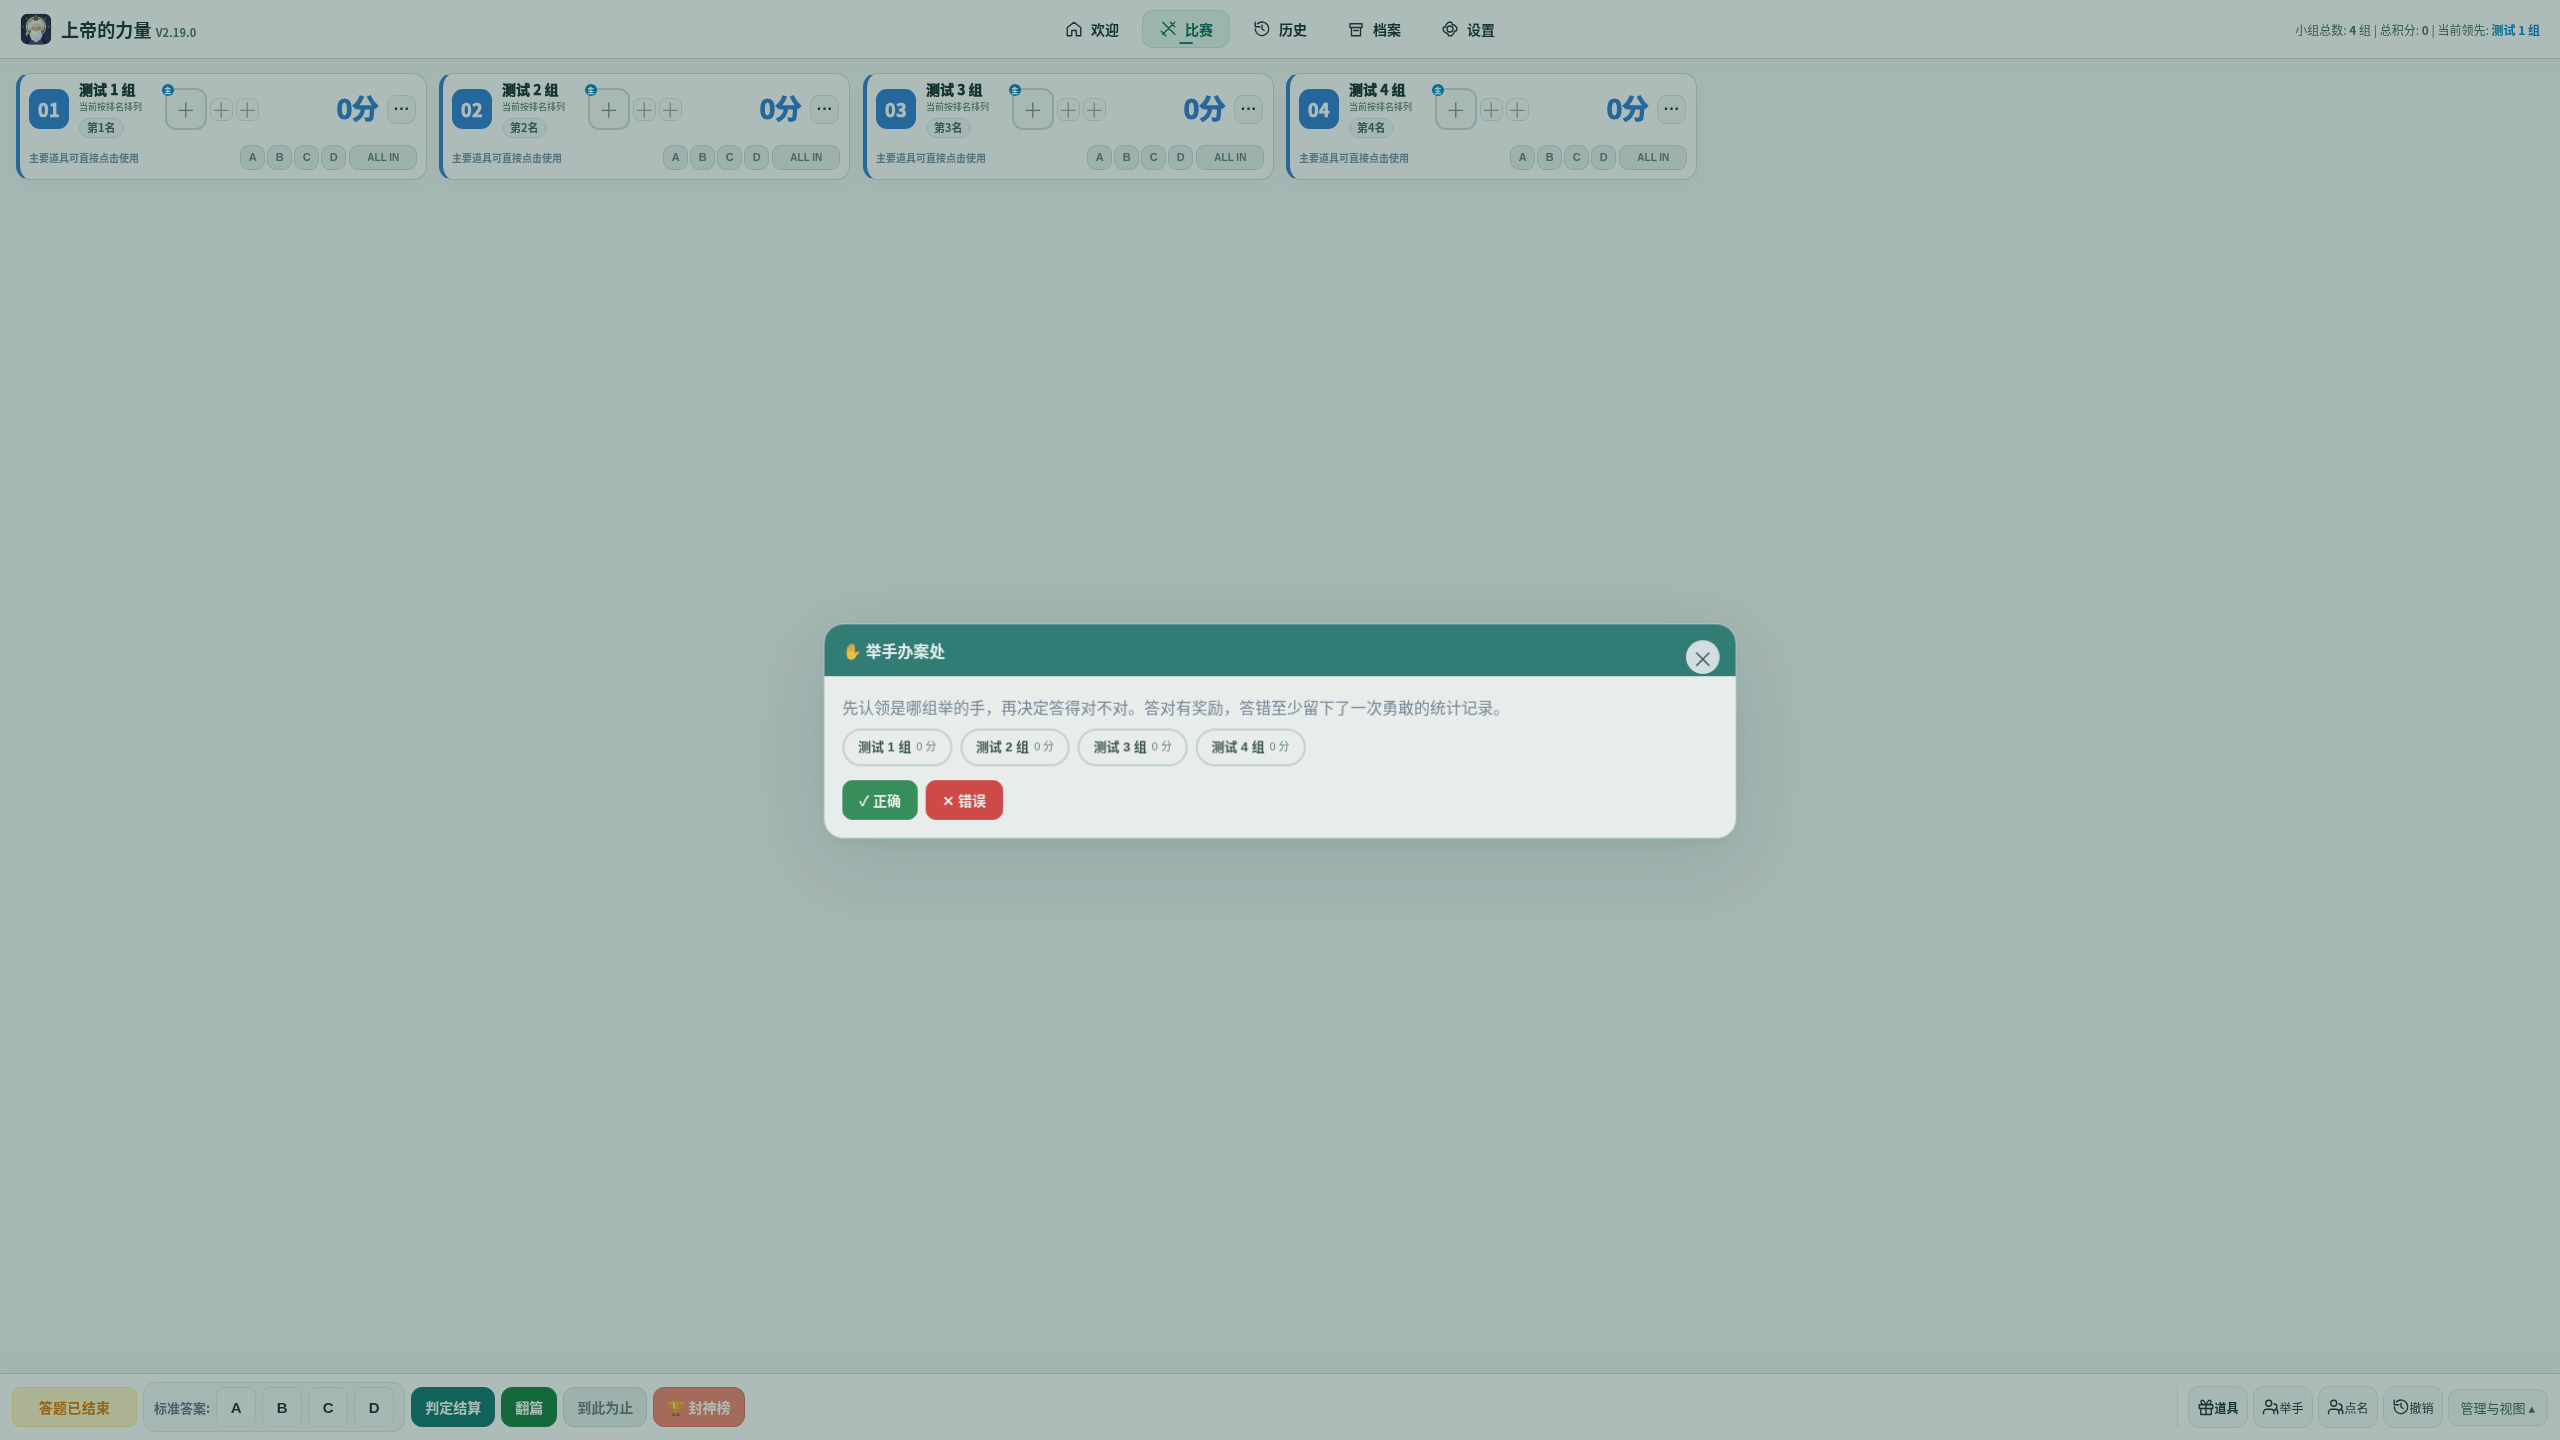 上帝的力量 V2.19.0
欢迎
比赛
历史
档案
设置
小组总数: 4 组 | 总积分: 0 | 当前领先: 测试 1 组
01
测试 1 组
当前按排名排列
第1名
主
0分
主要道具可直接点击使用
A B C D ALL IN
02
测试 2 组
当前按排名排列
第2名
主
0分
主要道具可直接点击使用
A B C D ALL IN
03
测试 3 组
当前按排名排列
第3名
主
0分
主要道具可直接点击使用
A B C D ALL IN
04
测试 4 组
当前按排名排列
第4名
主
0分
主要道具可直接点击使用
A B C D ALL IN
举手办案处
先认领是哪组举的手，再决定答得对不对。答对有奖励，答错至少留下了一次勇敢的统计记录。
测试 1 组 0 分
测试 2 组 0 分
测试 3 组 0 分
测试 4 组 0 分
✓ 正确
✕ 错误
答题已结束
标准答案: A B C D
判定结算
翻篇
到此为止
🏆 封神榜
道具
举手
点名
撤销
管理与视图 ▴